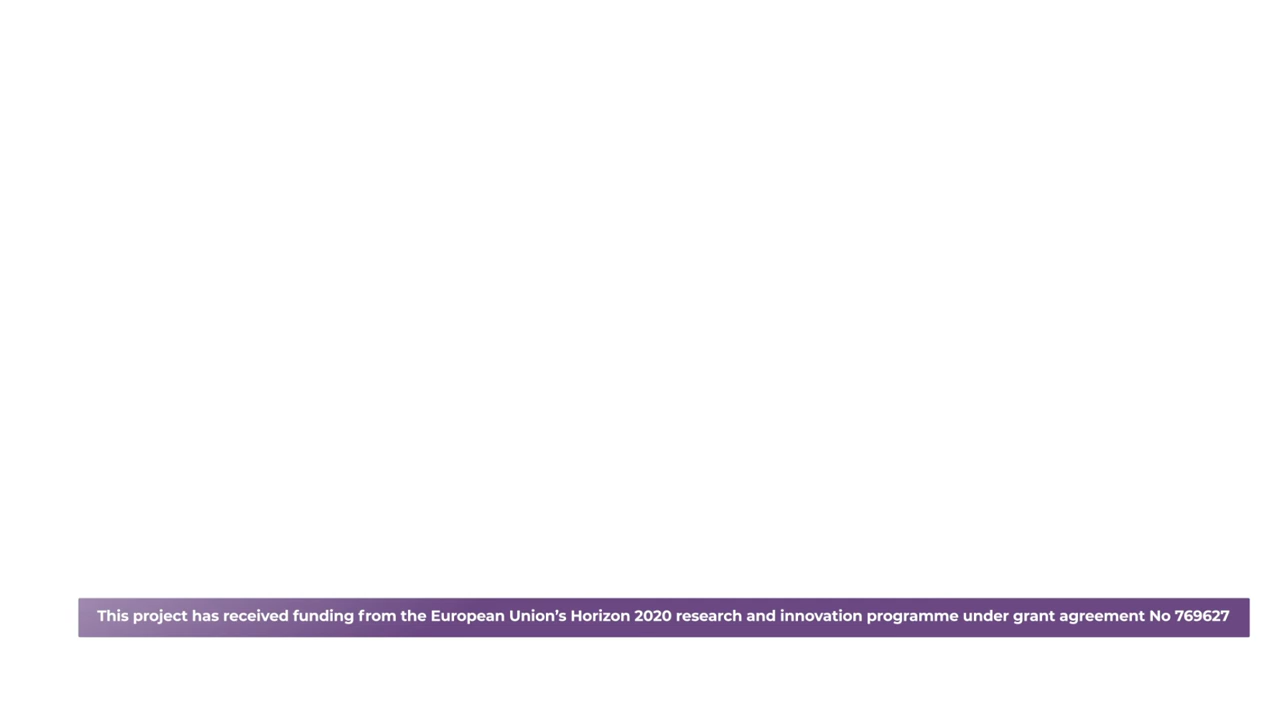 This project has received funding from the European Union’s Horizon 2020 research and innovation programme under grant agreement No 769627